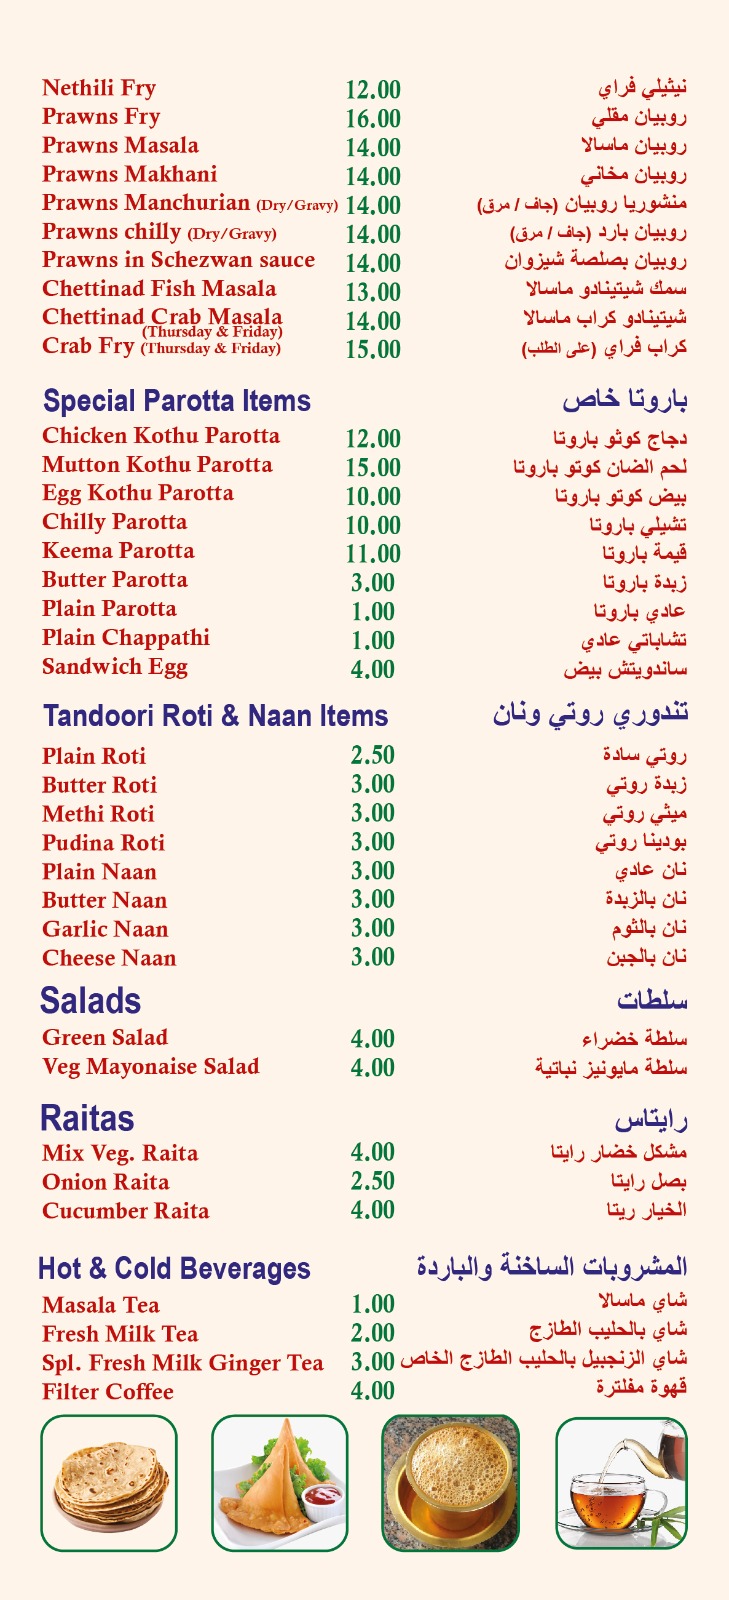 Nethili Fry 12.00 نيثيلي فراي
Prawns Fry 16.00 روبيان مقلي
Prawns Masala 14.00 روبيان ماسالا
Prawns Makhani 14.00 روبيان مخاني
Prawns Manchurian (Dry/Gravy) 14.00 منشوريا روبيان (جاف / مرق)
Prawns chilly (Dry/Gravy) 14.00 روبيان بارد (جاف / مرق)
Prawns in Schezwan sauce 14.00 روبيان بصلصة شيزوان
Chettinad Fish Masala 13.00 سمك شيتينادو ماسالا
Chettinad Crab Masala 14.00 شيتينادو كراب ماسالا
(Thursday & Friday)
Crab Fry (Thursday & Friday) 15.00 كراب فراي (على الطلب)
Special Parotta Items باروتا خاص
Chicken Kothu Parotta 12.00 دجاج كوثو باروتا
Mutton Kothu Parotta 15.00 لحم الضان كوتو باروتا
Egg Kothu Parotta 10.00 بيض كوتو باروتا
Chilly Parotta 10.00 تشيلي باروتا
Keema Parotta 11.00 قيمة باروتا
Butter Parotta 3.00 زبدة باروتا
Plain Parotta 1.00 عادي باروتا
Plain Chappathi 1.00 تشاباتي عادي
Sandwich Egg 4.00 ساندويتش بيض
Tandoori Roti & Naan Items تندوري روتي ونان
Plain Roti 2.50 روتي سادة
Butter Roti 3.00 زبدة روتي
Methi Roti 3.00 ميثي روتي
Pudina Roti 3.00 بودينا روتي
Plain Naan 3.00 نان عادي
Butter Naan 3.00 نان بالزبدة
Garlic Naan 3.00 نان بالثوم
Cheese Naan 3.00 نان بالجبن
Salads سلطات
Green Salad 4.00 سلطة خضراء
Veg Mayonaise Salad 4.00 سلطة مايونيز نباتية
Raitas رايتاس
Mix Veg. Raita 4.00 مشكل خضار رايتا
Onion Raita 2.50 بصل رايتا
Cucumber Raita 4.00 الخيار ريتا
Hot & Cold Beverages المشروبات الساخنة والباردة
Masala Tea 1.00 شاي ماسالا
Fresh Milk Tea 2.00 شاي بالحليب الطازج
Spl. Fresh Milk Ginger Tea 3.00 شاي الزنجبيل بالحليب الطازج الخاص
Filter Coffee 4.00 قهوة مفلترة